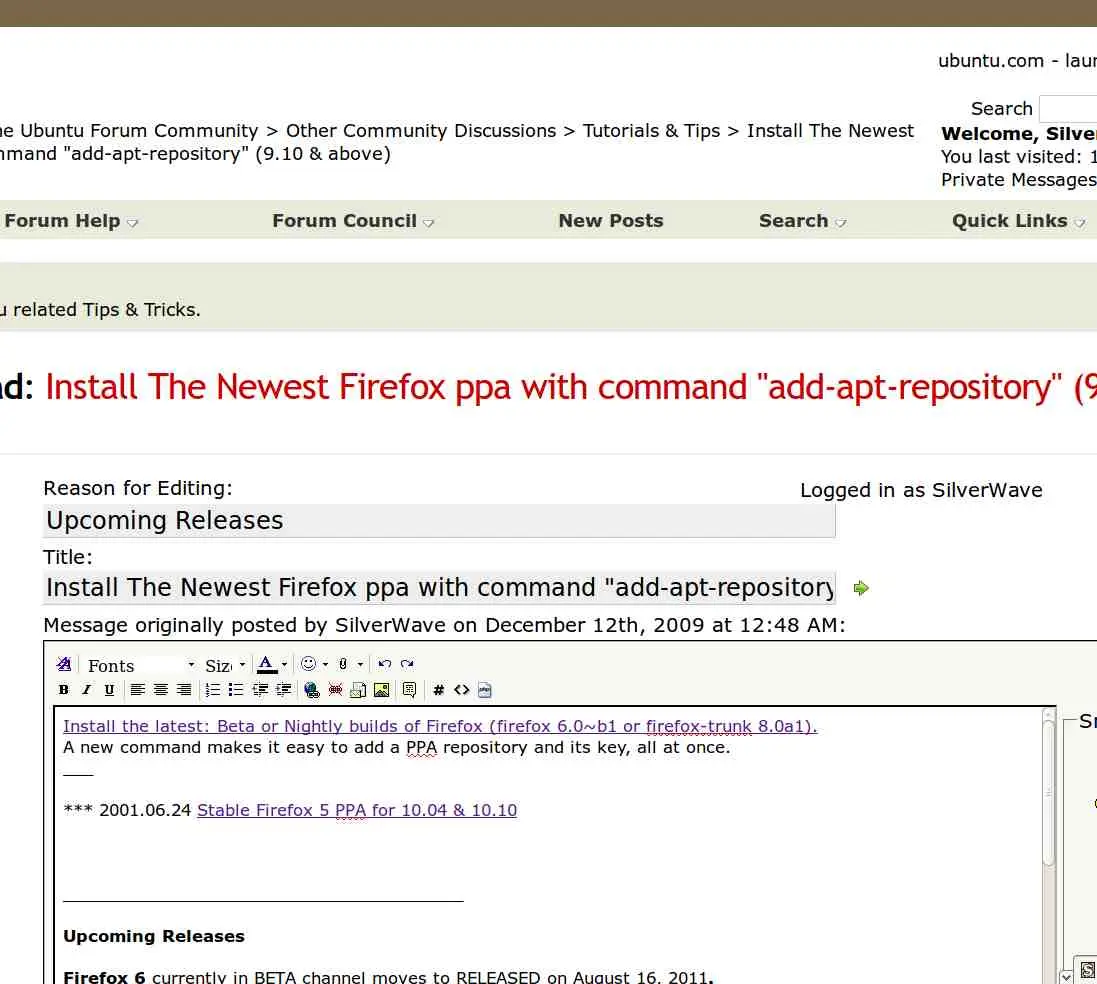 ubuntu.com -
Search
The Ubuntu Forum Community > Other Community Discussions > Tutorials & Tips > Install The Newest
command "add-apt-repository" (9.10 & above)
Welcome,
You last visited: 1
Private Messages
Forum Help
Forum Council
New Posts
Search
Quick Links
related Tips & Tricks.
Install The Newest Firefox ppa with command "add-apt-repository" (9
Reason for Editing:
Logged in as SilverWave
Upcoming Releases
Title:
Install The Newest Firefox ppa with command "add-apt-repository
Message originally posted by SilverWave on December 12th, 2009 at 12:48 AM:
Fonts
B I U
Install the latest: Beta or Nightly builds of Firefox (firefox 6.0~b1 or firefox-trunk 8.0a1).
A new command makes it easy to add a PPA repository and its key, all at once.
*** 2001.06.24 Stable Firefox 5 PPA for 10.04 & 10.10
Upcoming Releases
Firefox 6 currently in BETA channel moves to RELEASED on August 16, 2011.